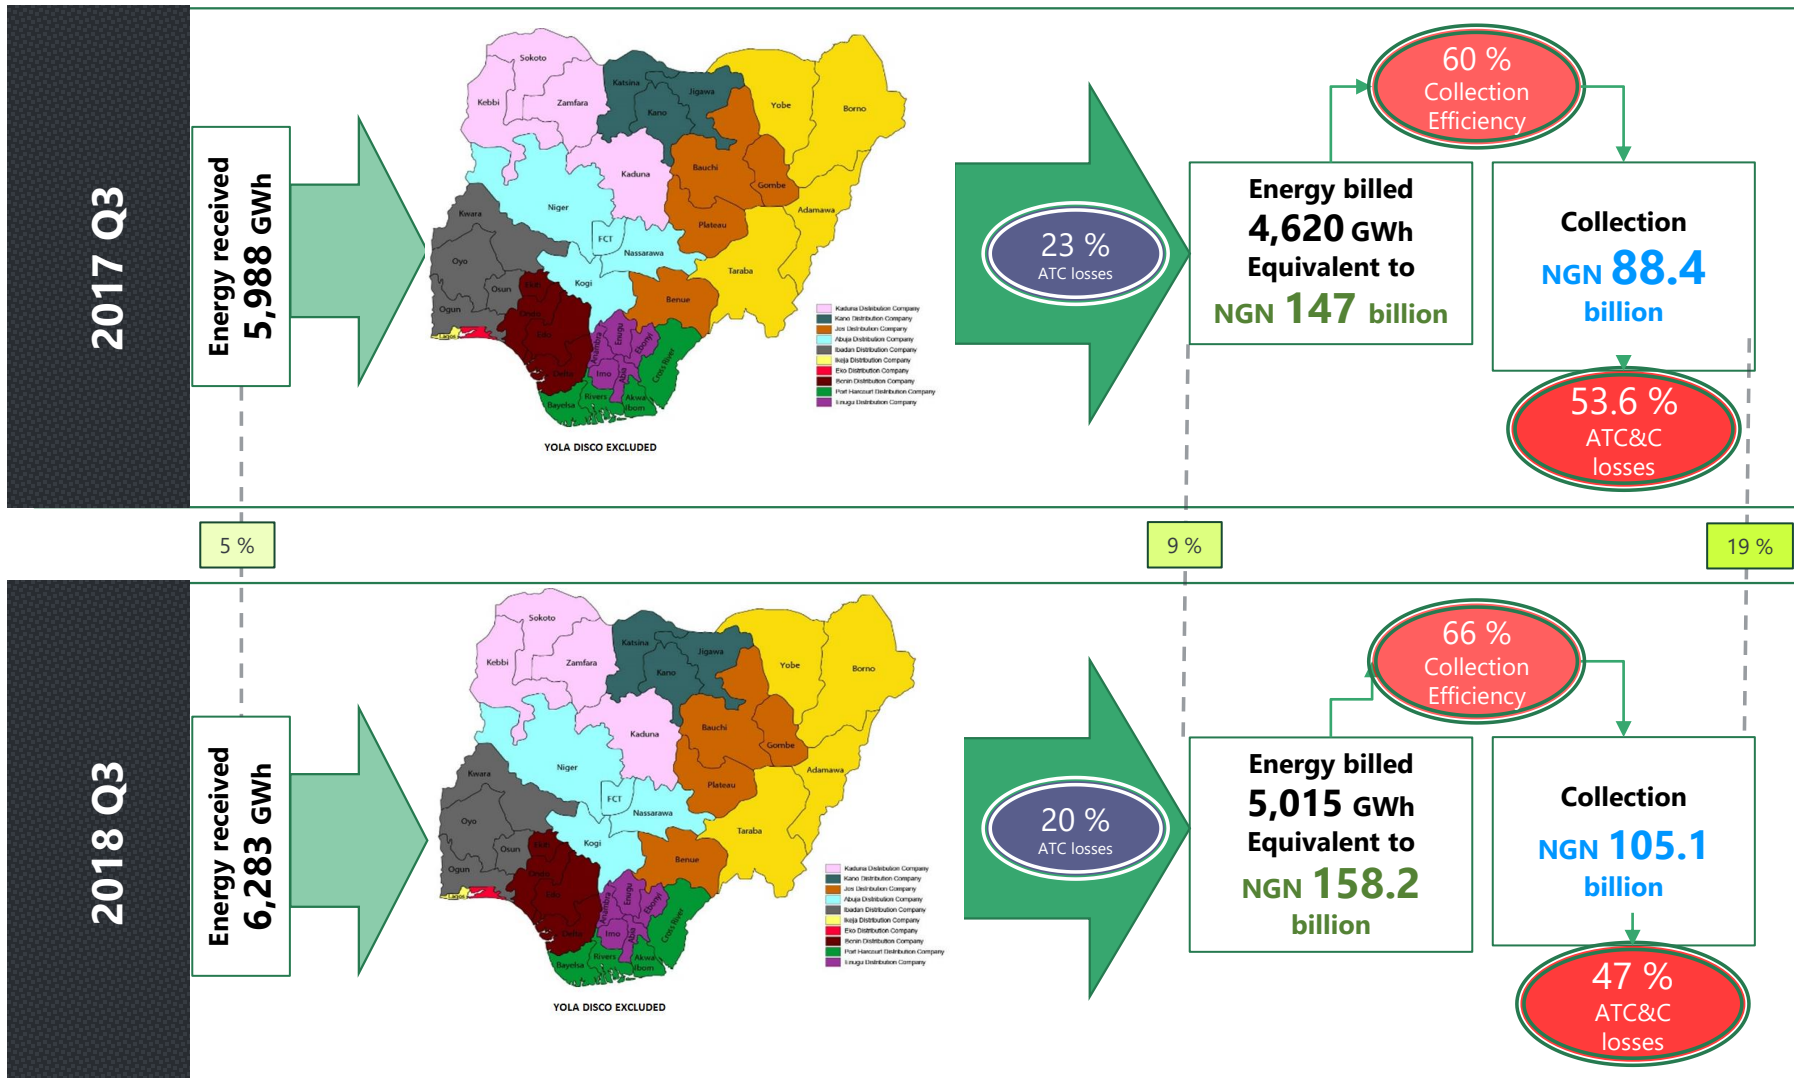 2017 Q3
Energy received
5,988 GWh
Sokoto
Kebbi
Zamfara
Katsina
Jigawa
Kano
Yobe
Borno
Kaduna
Bauchi
Gombe
Adamawa
Niger
Kwara
Plateau
FCT
Nassarawa
Oyo
Taraba
Osun
Kogi
Benue
Ekiti
Ogun
Ondo
Edo
Lagos
Anambra
Enugu
Ebonyi
Cross River
Imo
Abia
Delta
Bayelsa
Rivers
Akwa
Ibom
Kaduna Distribution Company
Kano Distribution Company
Jos Distribution Company
Abuja Distribution Company
Ibadan Distribution Company
Ikeja Distribution Company
Eko Distribution Company
Benin Distribution Company
Port Harcourt Distribution Company
Enugu Distribution Company
YOLA DISCO EXCLUDED
23 %
ATC losses
Energy billed
4,620 GWh
Equivalent to
NGN 147 billion
60 %
Collection
Efficiency
Collection
NGN 88.4
billion
53.6 %
ATC&C
losses
5 %
9 %
19 %
2018 Q3
Energy received
6,283 GWh
Sokoto
Kebbi
Zamfara
Katsina
Jigawa
Kano
Yobe
Borno
Kaduna
Bauchi
Gombe
Adamawa
Niger
Kwara
Plateau
FCT
Nassarawa
Oyo
Taraba
Osun
Kogi
Benue
Ekiti
Ogun
Ondo
Edo
Lagos
Anambra
Enugu
Ebonyi
Cross River
Imo
Abia
Delta
Bayelsa
Rivers
Akwa
Ibom
Kaduna Distribution Company
Kano Distribution Company
Jos Distribution Company
Abuja Distribution Company
Ibadan Distribution Company
Ikeja Distribution Company
Eko Distribution Company
Benin Distribution Company
Port Harcourt Distribution Company
Enugu Distribution Company
YOLA DISCO EXCLUDED
20 %
ATC losses
Energy billed
5,015 GWh
Equivalent to
NGN 158.2
billion
66 %
Collection
Efficiency
Collection
NGN 105.1
billion
47 %
ATC&C
losses